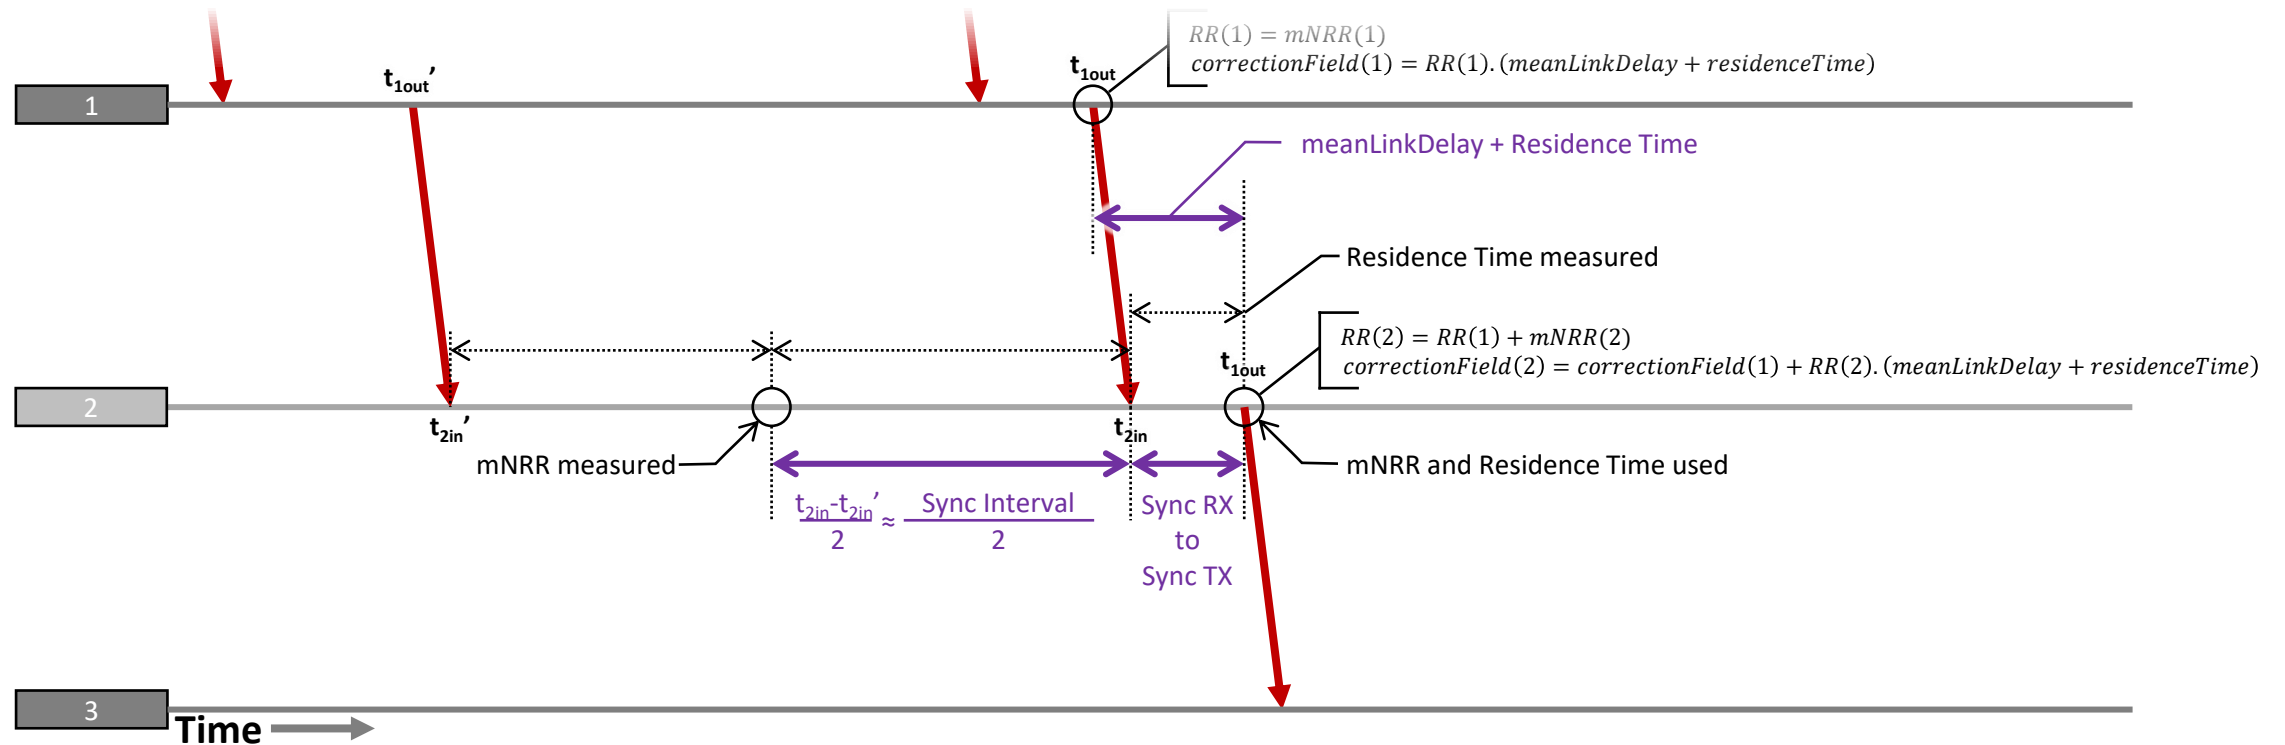 RR(1) = mNRR(1)
correctionField(1) = RR(1).(meanLinkDelay + residenceTime)
t1out'
t1out
1
meanLinkDelay + Residence Time
Residence Time measured
RR(2) = RR(1) + mNRR(2)
correctionField(2) = correctionField(1) + RR(2).(meanLinkDelay + residenceTime)
t1out
2
t2in'
t2in
mNRR measured
mNRR and Residence Time used
t2in-t2in'
2
≈
Sync Interval
2
Sync RX
to
Sync TX
3
Time